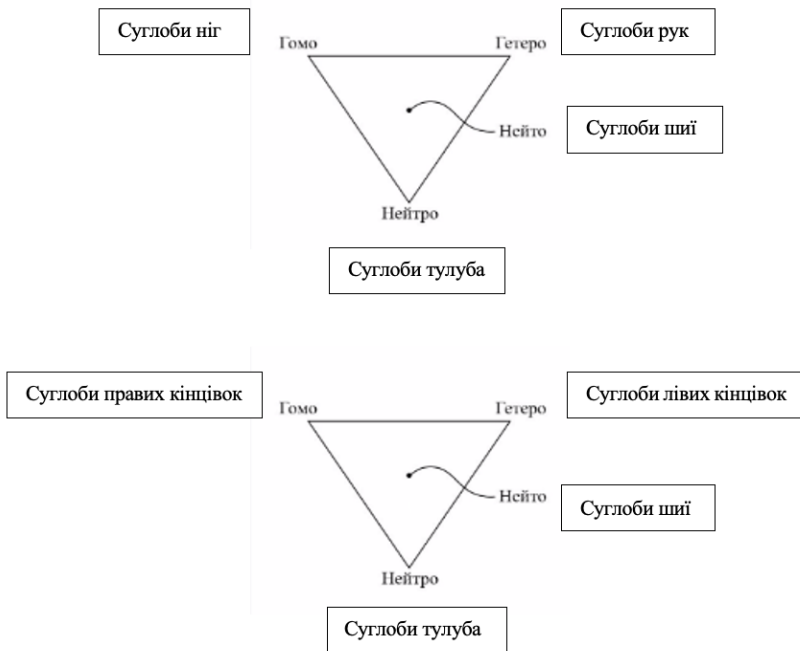 Суглоби ніг
Суглоби рук
Гомо
Гетеро
Нейто
Суглоби шиї
Нейтро
Суглоби тулуба
Суглоби правих кінцівок
Суглоби лівих кінцівок
Гомо
Гетеро
Нейто
Суглоби шиї
Нейтро
Суглоби тулуба